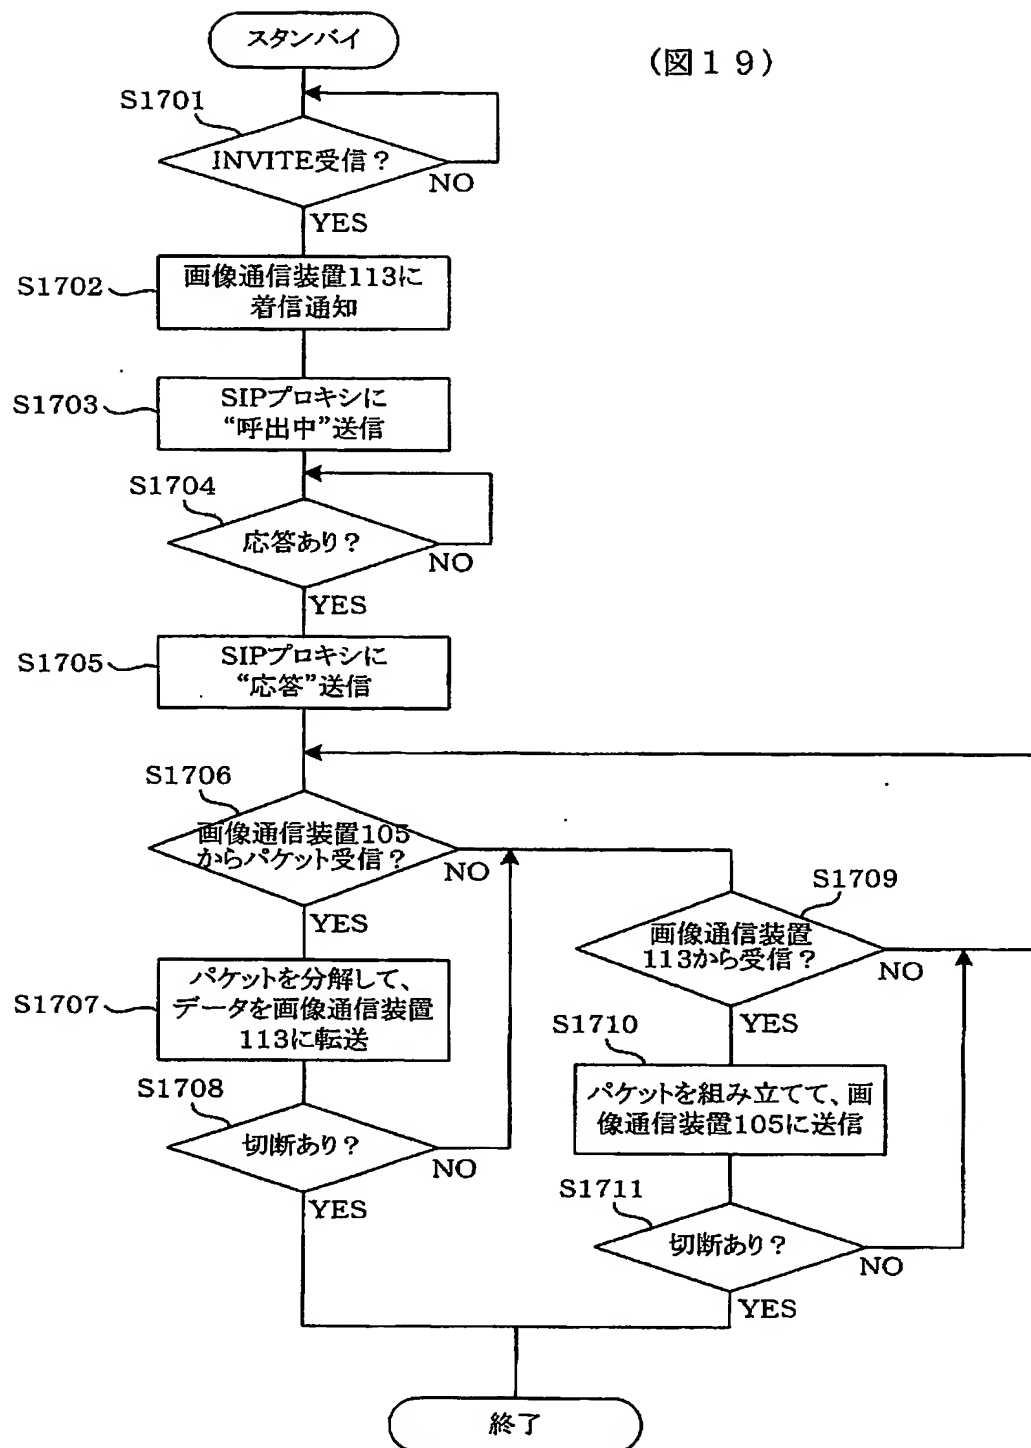 スタンバイ
(図19)
S1701
INVITE受信?
NO
YES
S1702
画像通信装置113に
着信通知
S1703
SIPプロキシに
“呼出中”送信
S1704
応答あり?
NO
YES
S1705
SIPプロキシに
“応答”送信
S1706
画像通信装置105
からパケット受信?
NO
YES
S1707
パケットを分解して、
データを画像通信装置
113に転送
S1708
切断あり?
NO
YES
S1709
画像通信装置
113から受信?
NO
YES
S1710
パケットを組み立てて、画
像通信装置105に送信
S1711
切断あり?
NO
YES
終了